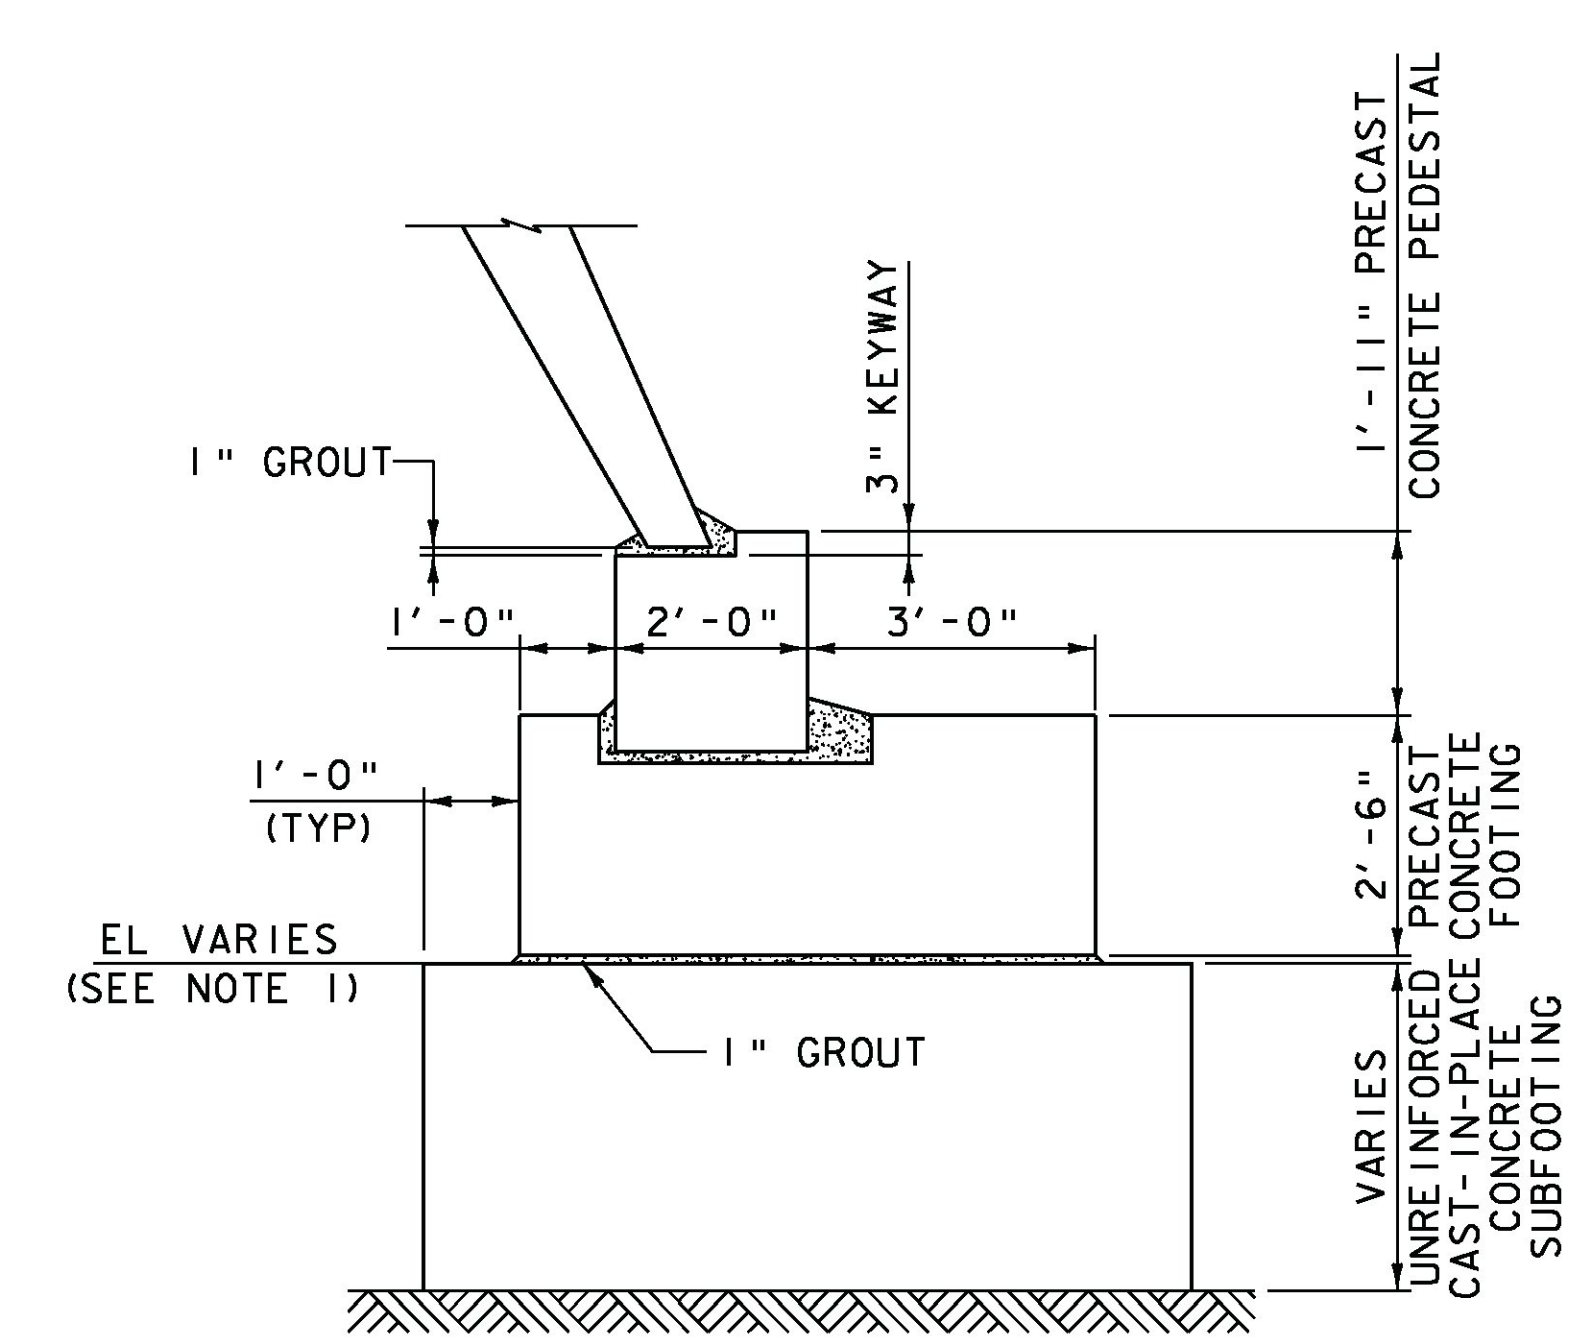 1'-11" PRECAST
CONCRETE PEDESTAL
3" KEYWAY
1" GROUT
1'-0"
2'-0"
3'-0"
1'-0"
(TYP)
2'-6"
PRECAST
CONCRETE
FOOTING
EL VARIES
(SEE NOTE 1)
1" GROUT
VARIES
UNREINFORCED
CAST-IN-PLACE
CONCRETE
SUBFOOTING